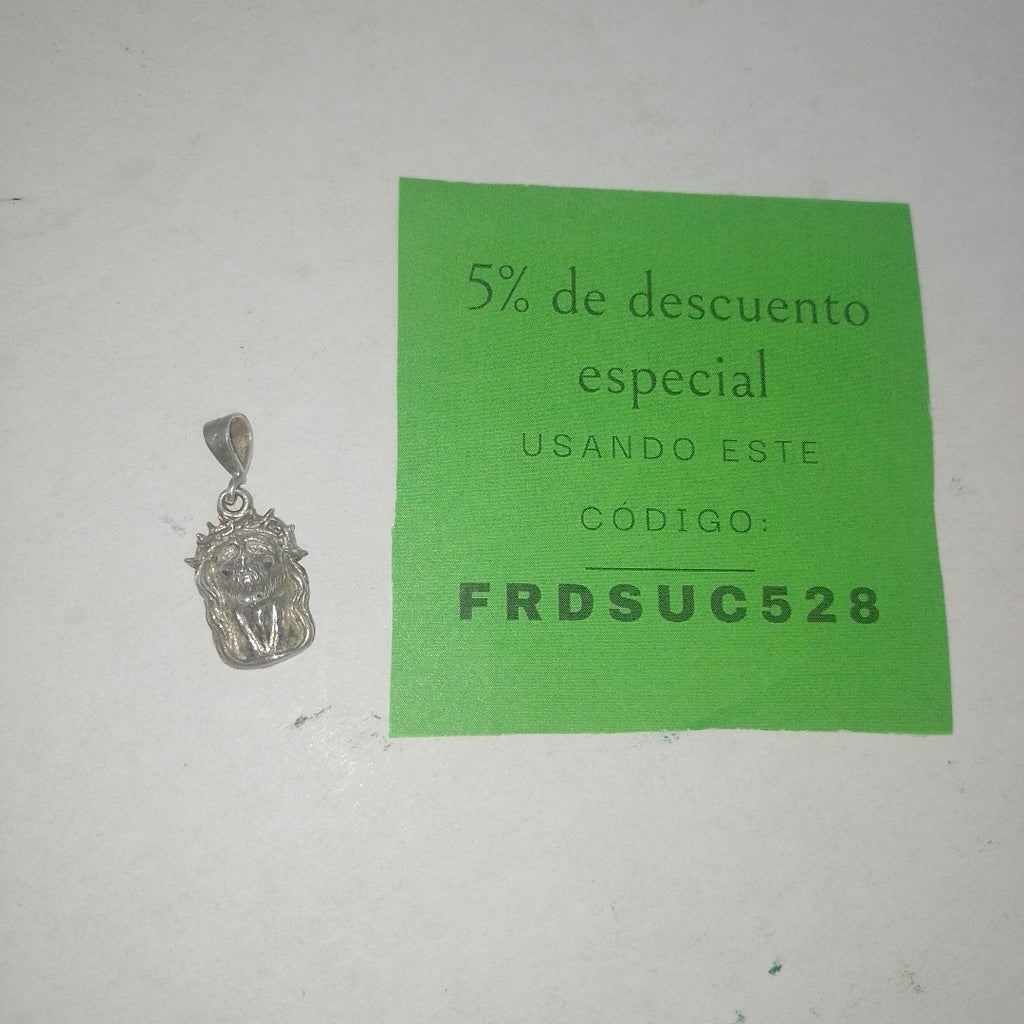 5% de descuento
especial
USANDO ESTE
CÓDIGO:
FRDSUC528